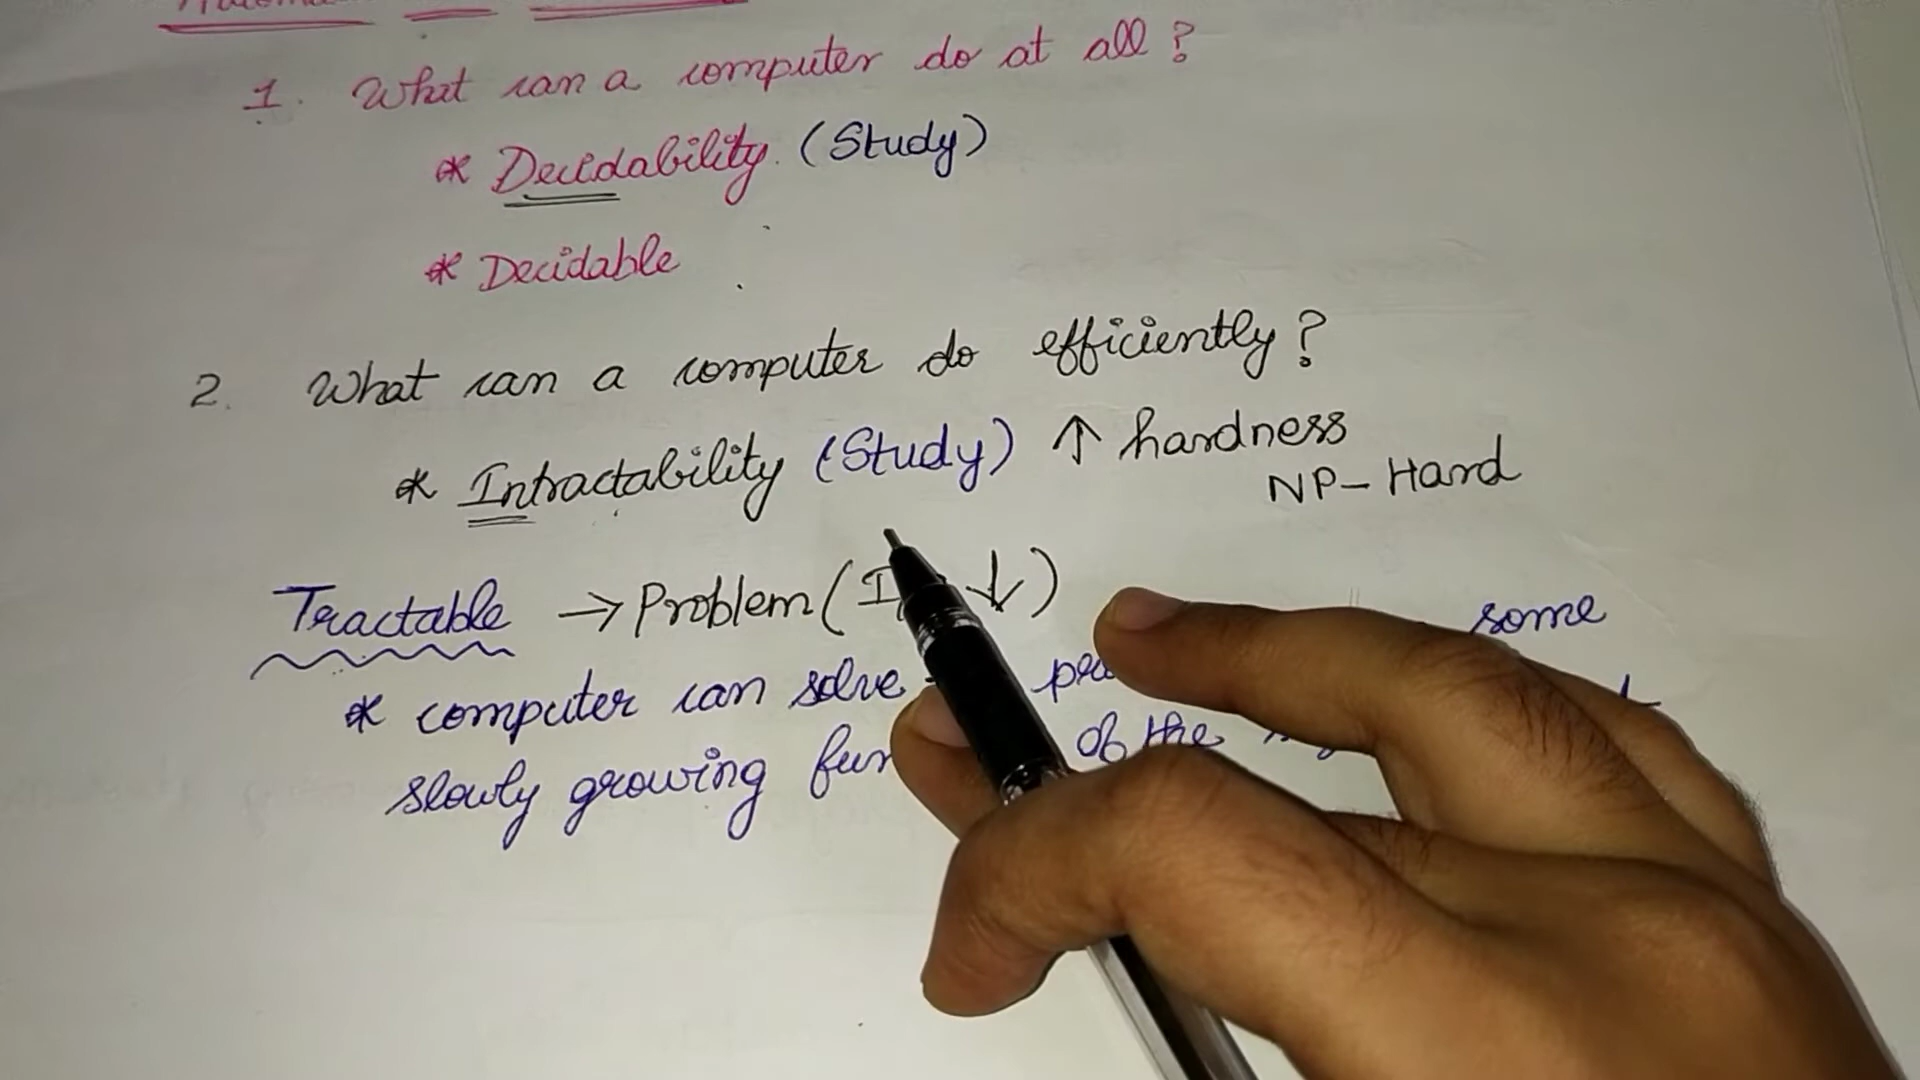 1. What can a computer do at all?
* Decidability. (Study)
* Decidable
2. What can a computer do efficiently?
* Intractability (Study) ↑ hardness
NP-Hard
Tractable → Problem ( ↓)
* computer can solve some
slowly growing of the